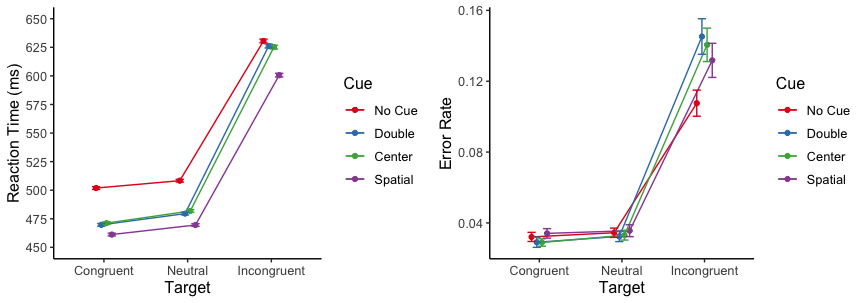 Reaction Time (ms)
650
625
600
575
550
525
500
475
450
Congruent Neutral Incongruent
Target
Cue
No Cue
Double
Center
Spatial
Error Rate
0.16
0.12
0.08
0.04
Congruent Neutral Incongruent
Target
Cue
No Cue
Double
Center
Spatial